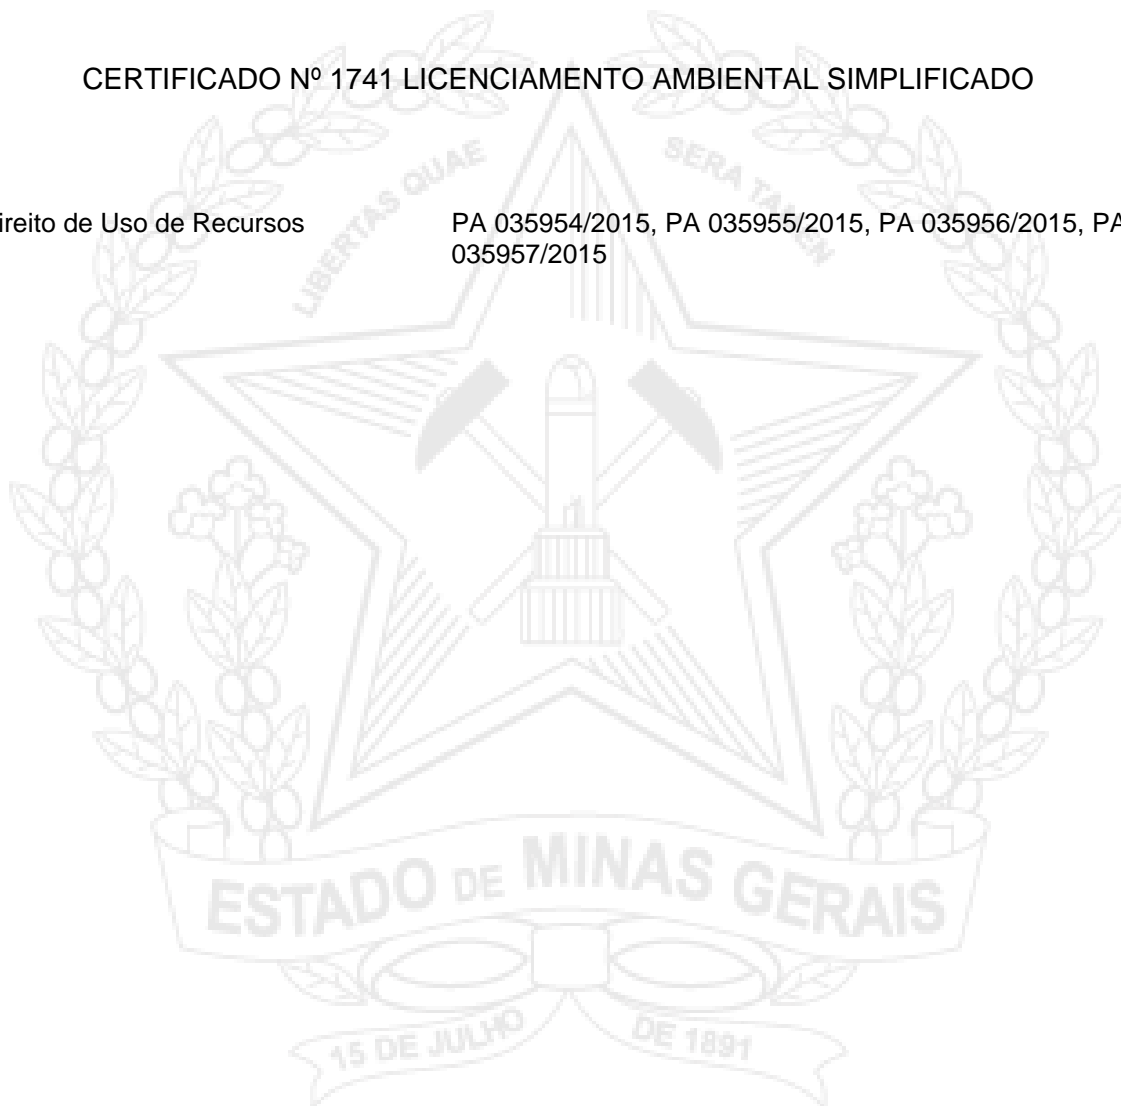 CERTIFICADO Nº 1741 LICENCIAMENTO AMBIENTAL SIMPLIFICADO
LIBERTAS QUAE SERA TAMEN
ireito de Uso de Recursos
PA 035954/2015, PA 035955/2015, PA 035956/2015, PA
035957/2015
ESTADO DE MINAS GERAIS
15 DE JULHO DE 1891